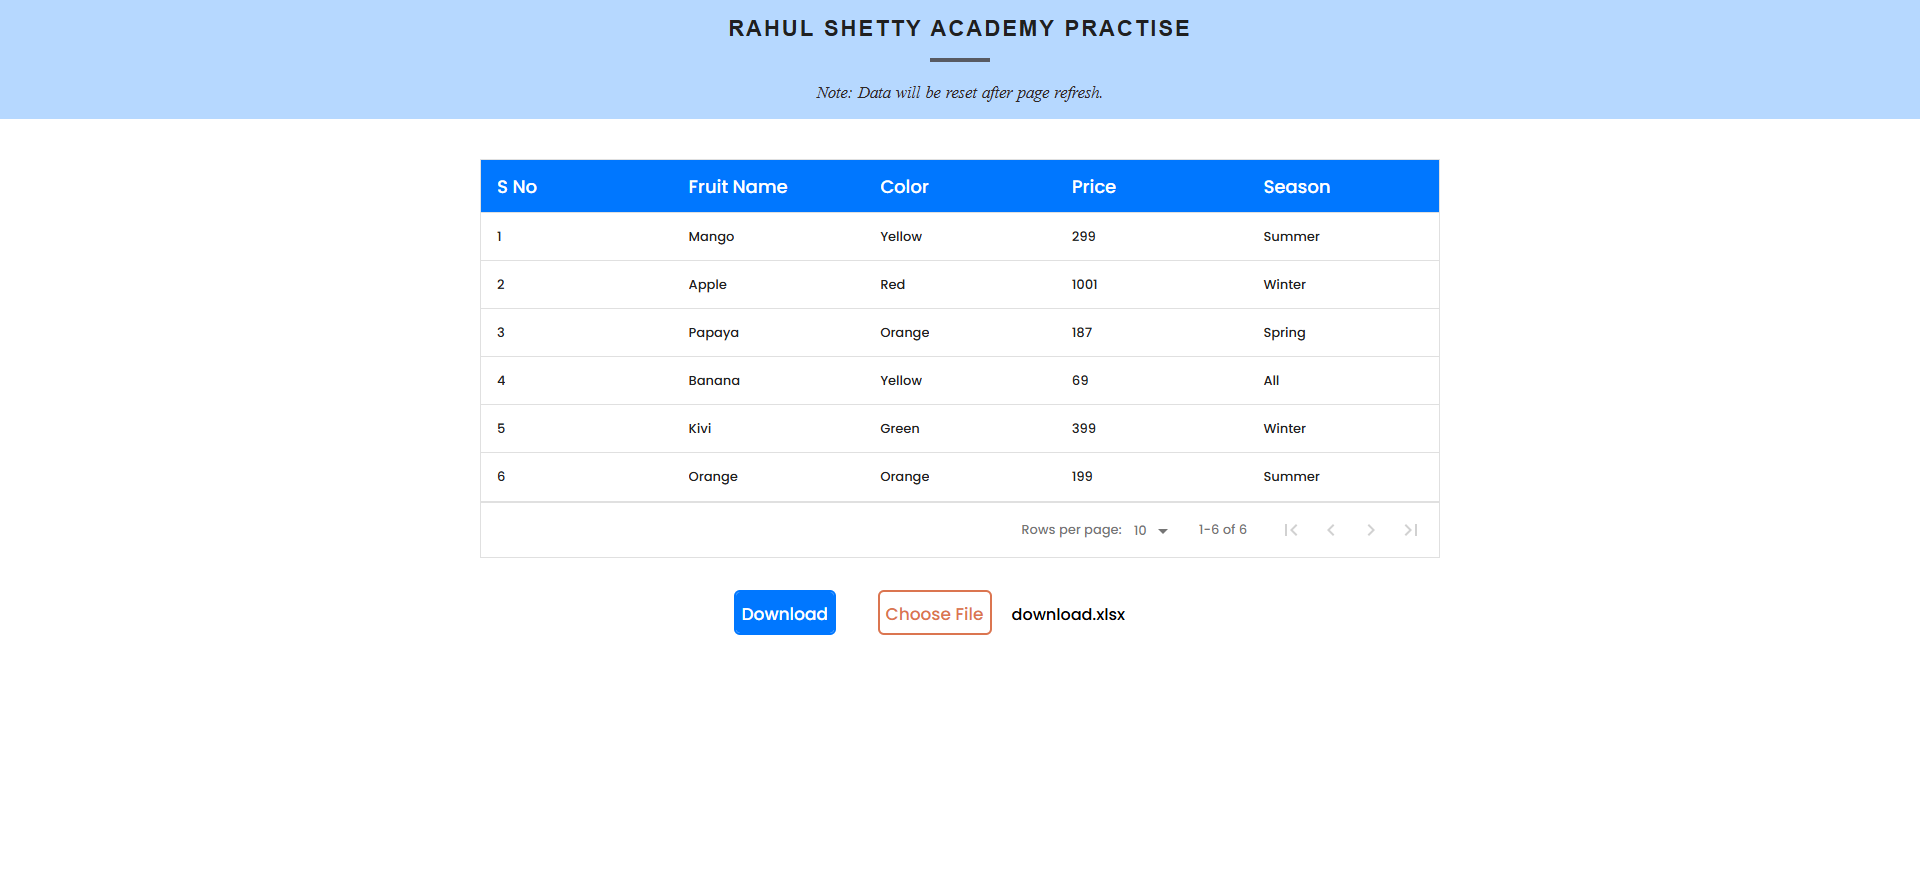 RAHUL SHETTY ACADEMY PRACTISE
Note: Data will be reset after page refresh.
S No Fruit Name Color Price Season
1 Mango Yellow 299 Summer
2 Apple Red 1001 Winter
3 Papaya Orange 187 Spring
4 Banana Yellow 69 All
5 Kivi Green 399 Winter
6 Orange Orange 199 Summer
Rows per page: 10 1-6 of 6
Download Choose File download.xlsx